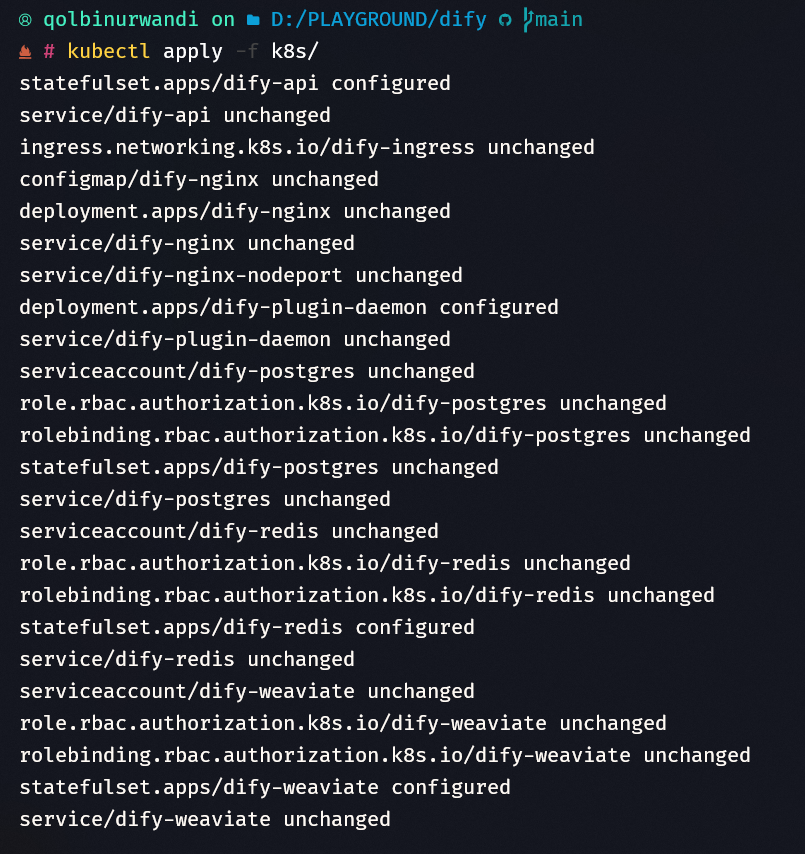 qolbinurwandi on D:/PLAYGROUND/dify main
# kubectl apply -f k8s/
statefulset.apps/dify-api configured
service/dify-api unchanged
ingress.networking.k8s.io/dify-ingress unchanged
configmap/dify-nginx unchanged
deployment.apps/dify-nginx unchanged
service/dify-nginx unchanged
service/dify-nginx-nodeport unchanged
deployment.apps/dify-plugin-daemon configured
service/dify-plugin-daemon unchanged
serviceaccount/dify-postgres unchanged
role.rbac.authorization.k8s.io/dify-postgres unchanged
rolebinding.rbac.authorization.k8s.io/dify-postgres unchanged
statefulset.apps/dify-postgres unchanged
service/dify-postgres unchanged
serviceaccount/dify-redis unchanged
role.rbac.authorization.k8s.io/dify-redis unchanged
rolebinding.rbac.authorization.k8s.io/dify-redis unchanged
statefulset.apps/dify-redis configured
service/dify-redis unchanged
serviceaccount/dify-weaviate unchanged
role.rbac.authorization.k8s.io/dify-weaviate unchanged
rolebinding.rbac.authorization.k8s.io/dify-weaviate unchanged
statefulset.apps/dify-weaviate configured
service/dify-weaviate unchanged